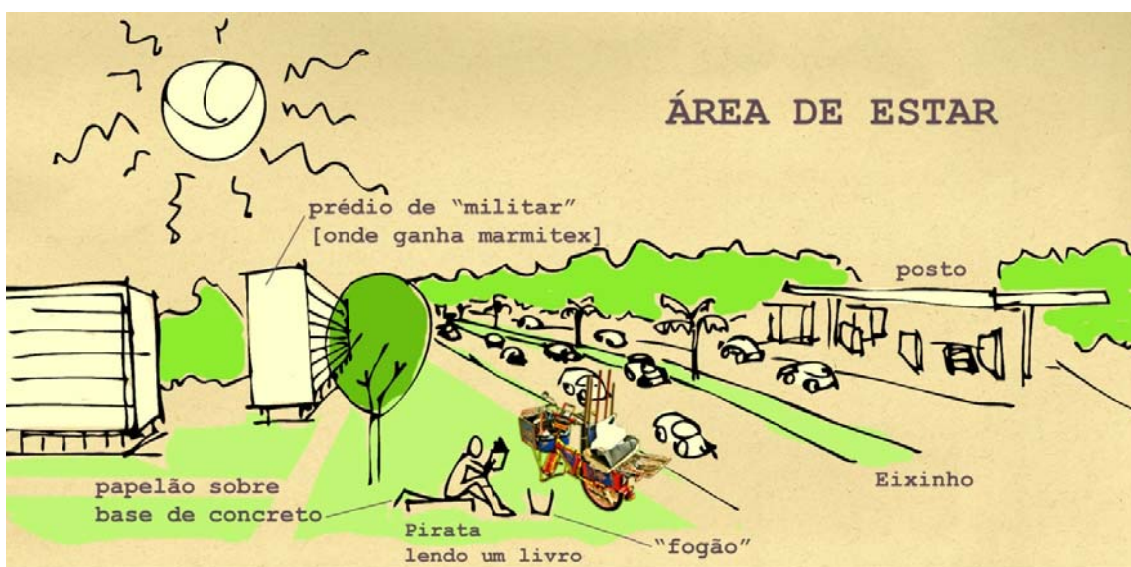 ÁREA DE ESTAR
prédio de “militar”
[onde ganha marmitex]
posto
Eixinho
papelão sobre
base de concreto
Pirata
lendo um livro
“fogão”